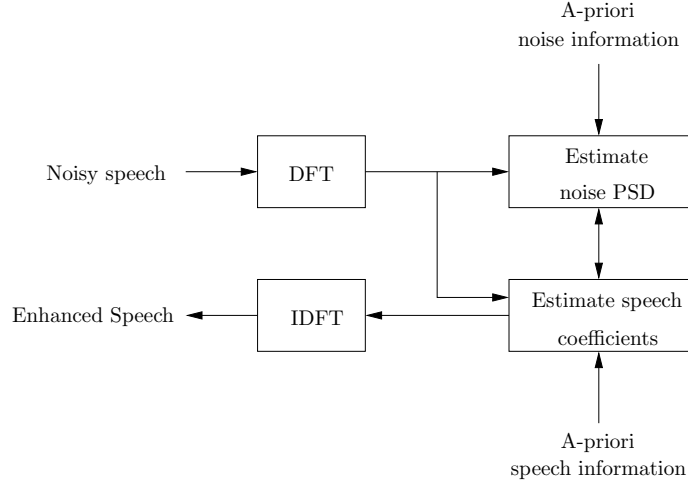 A-priori
noise information
Noisy speech
DFT
Estimate
noise PSD
Enhanced Speech
IDFT
Estimate speech
coefficients
A-priori
speech information